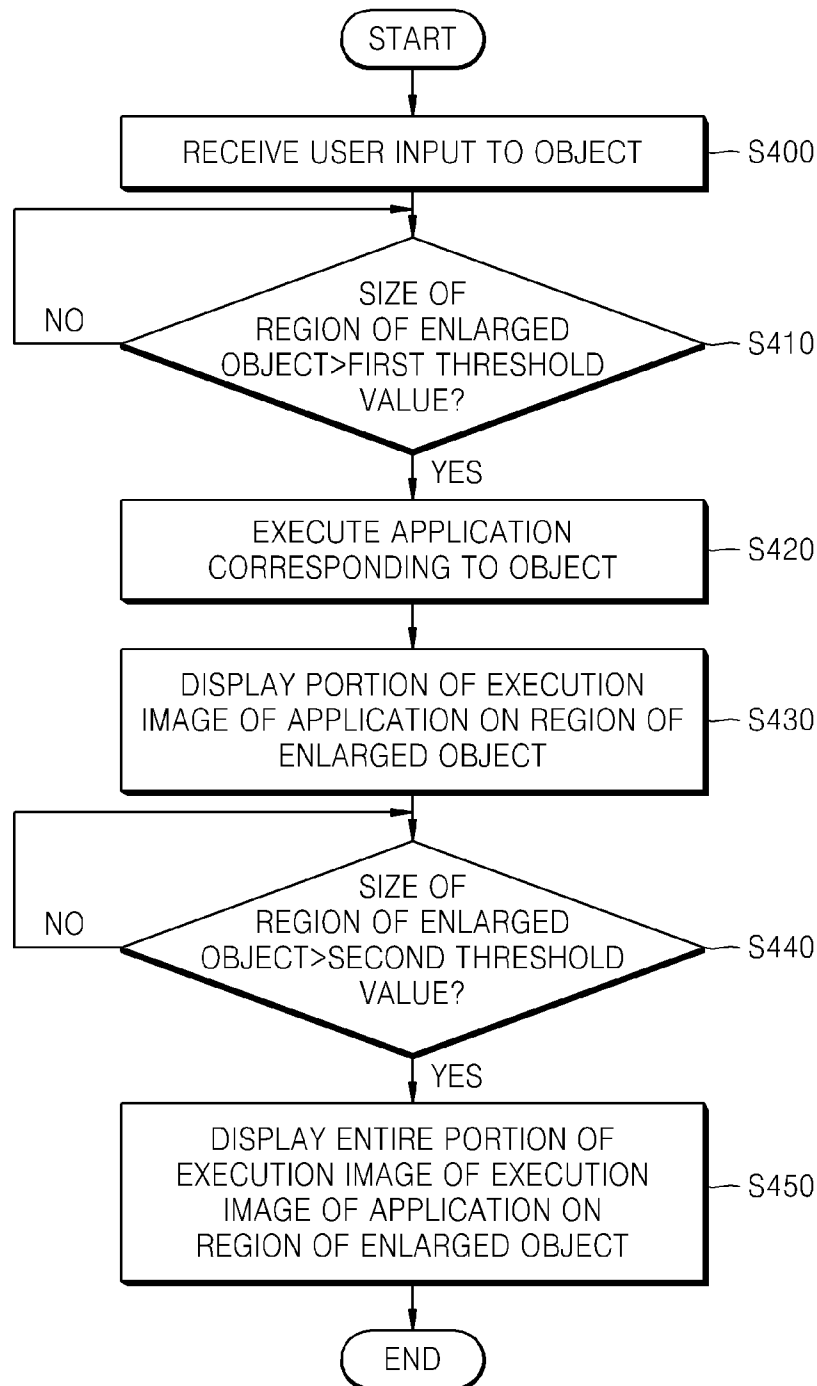 START
RECEIVE USER INPUT TO OBJECT
S400
SIZE OF
REGION OF ENLARGED
OBJECT>FIRST THRESHOLD
VALUE?
NO
S410
YES
EXECUTE APPLICATION
CORRESPONDING TO OBJECT
S420
DISPLAY PORTION OF EXECUTION
IMAGE OF APPLICATION ON REGION OF
ENLARGED OBJECT
S430
SIZE OF
REGION OF ENLARGED
OBJECT>SECOND THRESHOLD
VALUE?
NO
S440
YES
DISPLAY ENTIRE PORTION OF
EXECUTION IMAGE OF EXECUTION
IMAGE OF APPLICATION ON
REGION OF ENLARGED OBJECT
S450
END